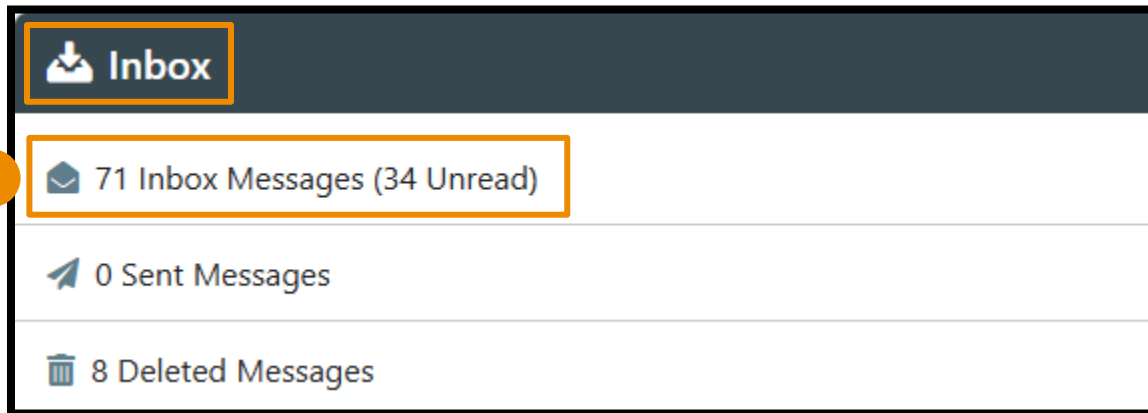 Inbox
71 Inbox Messages (34 Unread)
0 Sent Messages
8 Deleted Messages